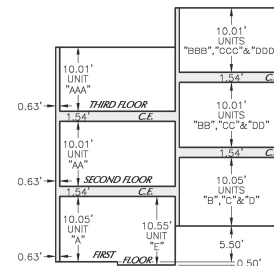 10.01'
UNIT
"AAA"
0.63'
THIRD FLOOR
1.54'
C.E.
10.01'
UNIT
"AA"
0.63'
SECOND FLOOR
1.54'
C.E.
10.05'
UNIT
"A"
10.55'
UNIT
"E"
0.63'
FIRST
FLOOR
10.01'
UNITS
"BBB","CCC"&"DDD
1.54'
10.01'
UNITS
"BB","CC"&"DD"
1.54'
10.05'
UNITS
"B","C"&"D"
5.50'
0.50'